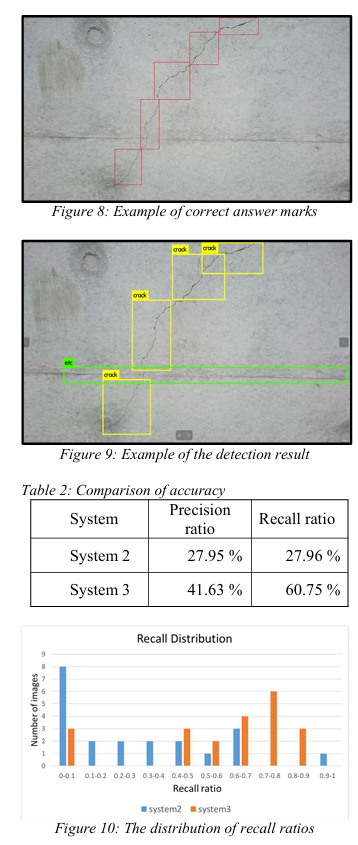 Figure 8: Example of correct answer marks
crack
crack
crack
etc
crack
Figure 9: Example of the detection result
Table 2: Comparison of accuracy
System Precision ratio Recall ratio
System 2 27.95 % 27.96 %
System 3 41.63 % 60.75 %
Recall Distribution
Number of images
9
8
7
6
5
4
3
2
1
0
0-0.1 0.1-0.2 0.2-0.3 0.3-0.4 0.4-0.5 0.5-0.6 0.6-0.7 0.7-0.8 0.8-0.9 0.9-1
Recall ratio
system2 system3
Figure 10: The distribution of recall ratios